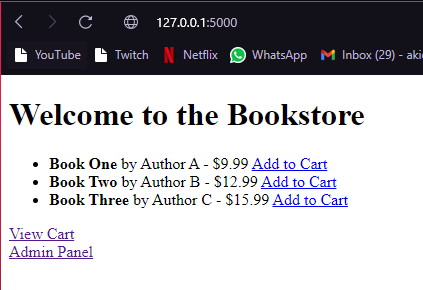 127.0.0.1:5000
YouTube Twitch Netflix WhatsApp Inbox (29) - akic
Welcome to the Bookstore
• Book One by Author A - $9.99 Add to Cart
• Book Two by Author B - $12.99 Add to Cart
• Book Three by Author C - $15.99 Add to Cart
View Cart
Admin Panel